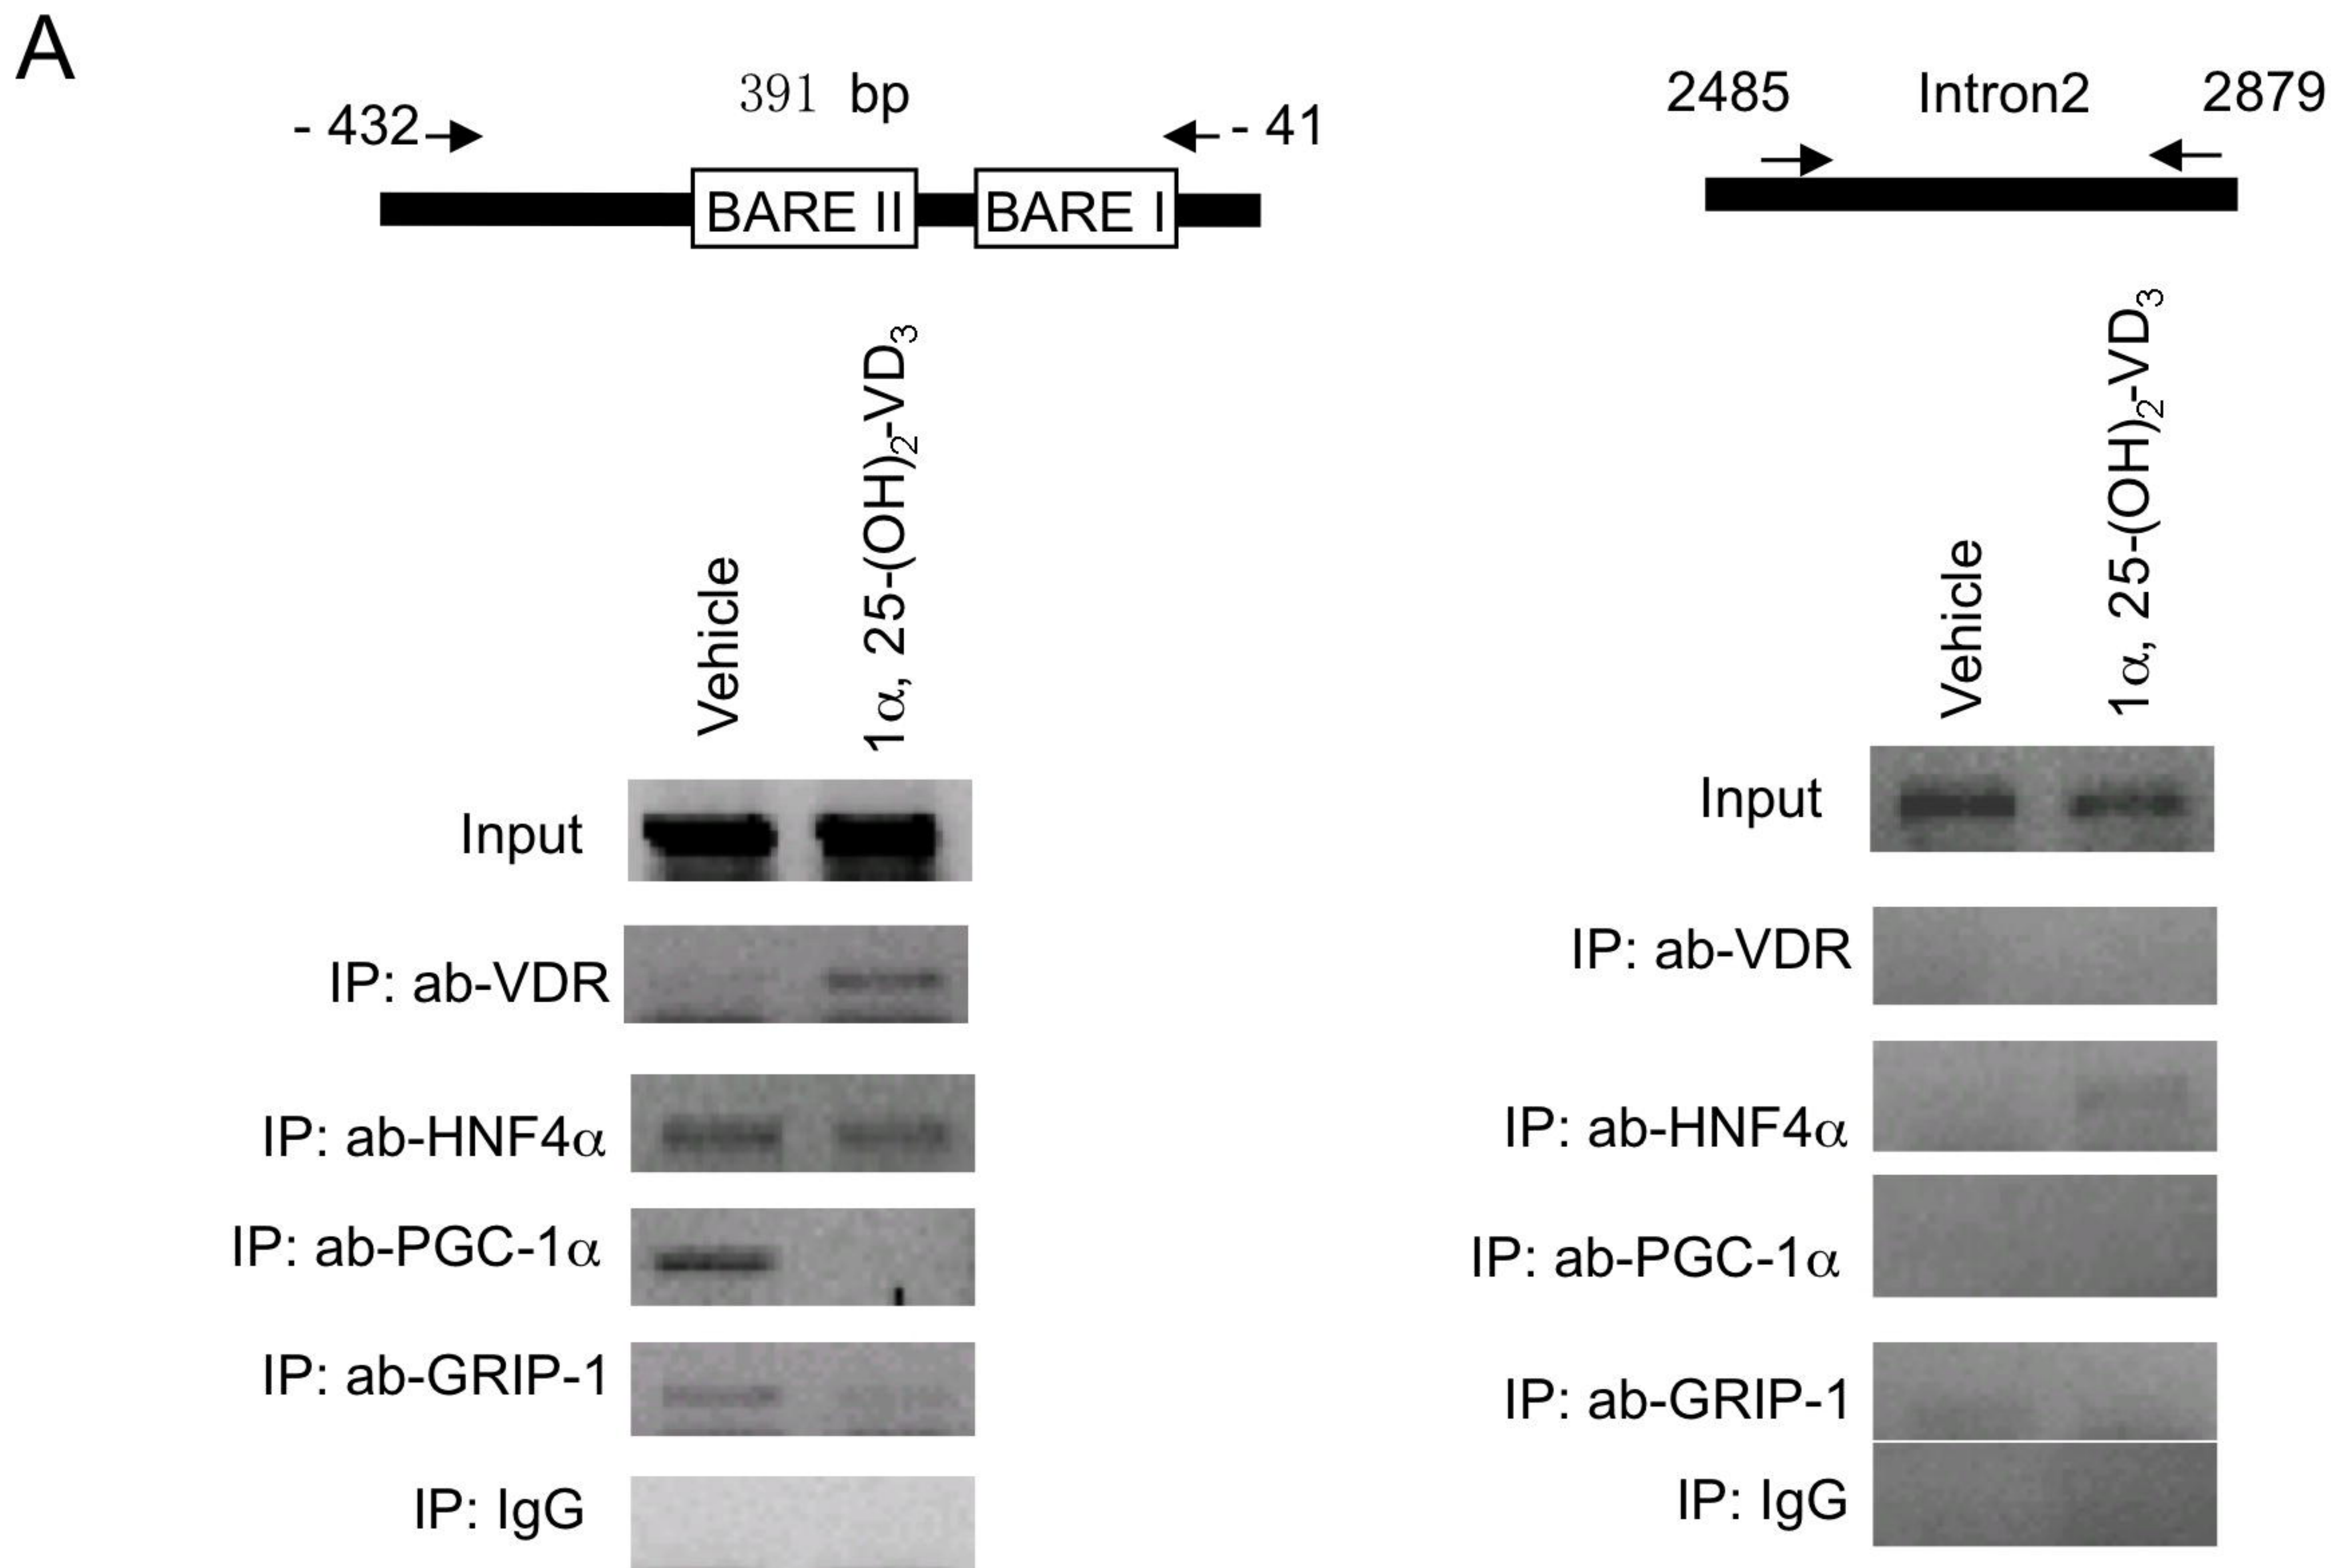 A
- 432
391 bp
- 41
BARE II
BARE I
2485
Intron2
2879
Vehicle
1α, 25-(OH)2-VD3
Input
IP: ab-VDR
IP: ab-HNF4α
IP: ab-PGC-1α
IP: ab-GRIP-1
IP: IgG
Vehicle
1α, 25-(OH)2-VD3
Input
IP: ab-VDR
IP: ab-HNF4α
IP: ab-PGC-1α
IP: ab-GRIP-1
IP: IgG